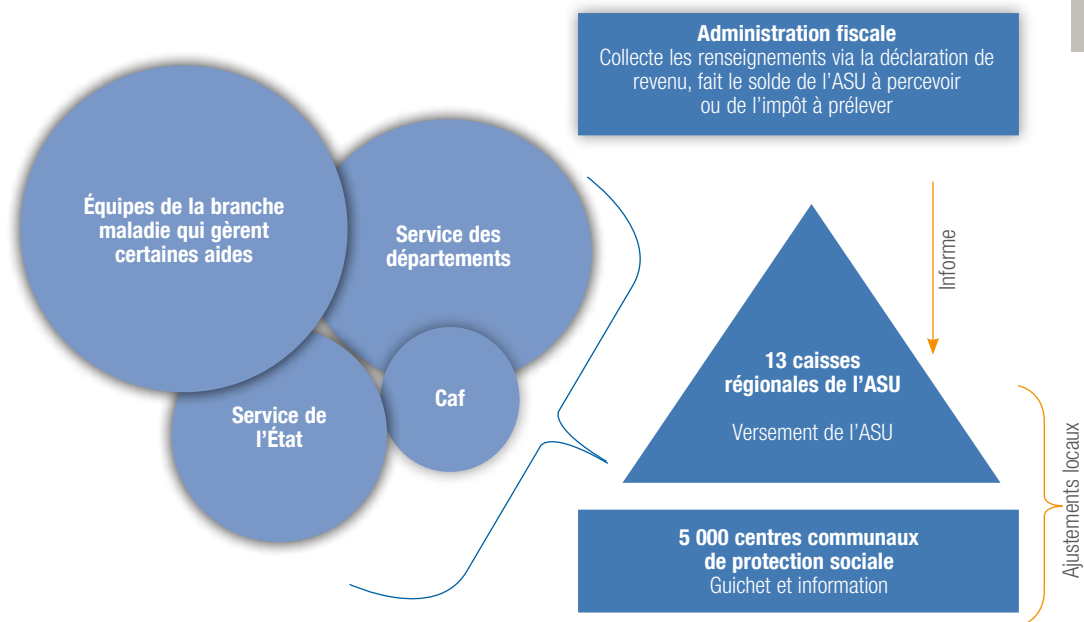 Administration fiscale
Collecte les renseignements via la déclaration de
revenu, fait le solde de l’ASU à percevoir
ou de l’impôt à prélever
Équipes de la branche
maladie qui gèrent
certaines aides
Service des
départements
Service de
l’État
Caf
Informe
13 caisses
régionales de l’ASU
Versement de l’ASU
5 000 centres communaux
de protection sociale
Guichet et information
Ajustements locaux